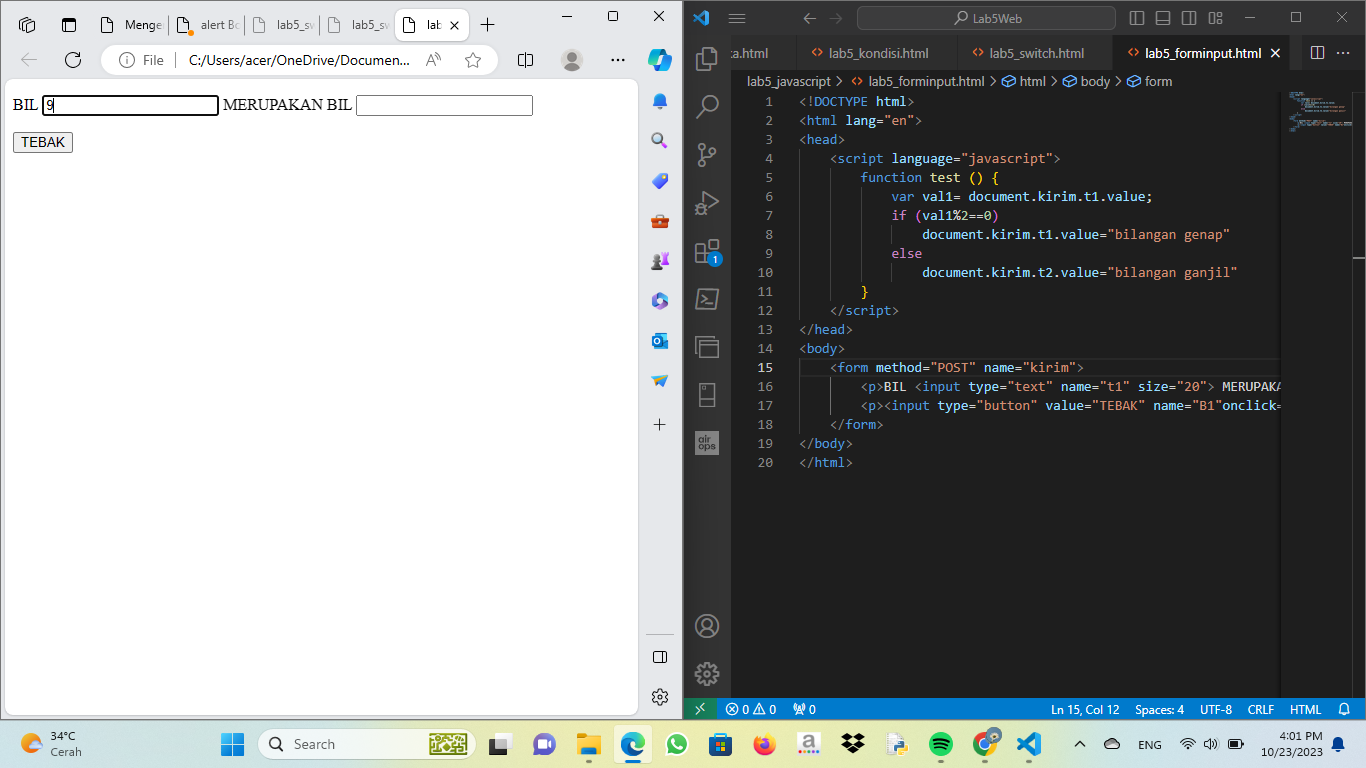 Menge
alert Bo
lab5_sw
lab5_sw
lab
File
C:/Users/acer/OneDrive/Documen...
BIL 9 MERUPAKAN BIL
TEBAK
Lab5Web
ka.html
lab5_kondisi.html
lab5_switch.html
lab5_forminput.html
lab5_javascript > lab5_forminput.html > html > body > form
1 <!DOCTYPE html>
2 <html lang="en">
3 <head>
4 <script language="javascript">
5 function test () {
6 var val1= document.kirim.t1.value;
7 if (val1%2==0)
8 document.kirim.t1.value="bilangan genap"
9 else
10 document.kirim.t2.value="bilangan ganjil"
11 }
12 </script>
13 </head>
14 <body>
15 <form method="POST" name="kirim">
16 <p>BIL <input type="text" name="t1" size="20"> MERUPAKA
17 <p><input type="button" value="TEBAK" name="B1"onclick=
18 </form>
19 </body>
20 </html>
1
air ops
0 0 0
Ln 15, Col 12
Spaces: 4
UTF-8
CRLF
HTML
34°C
Cerah
Search
ENG
4:01 PM
10/23/2023